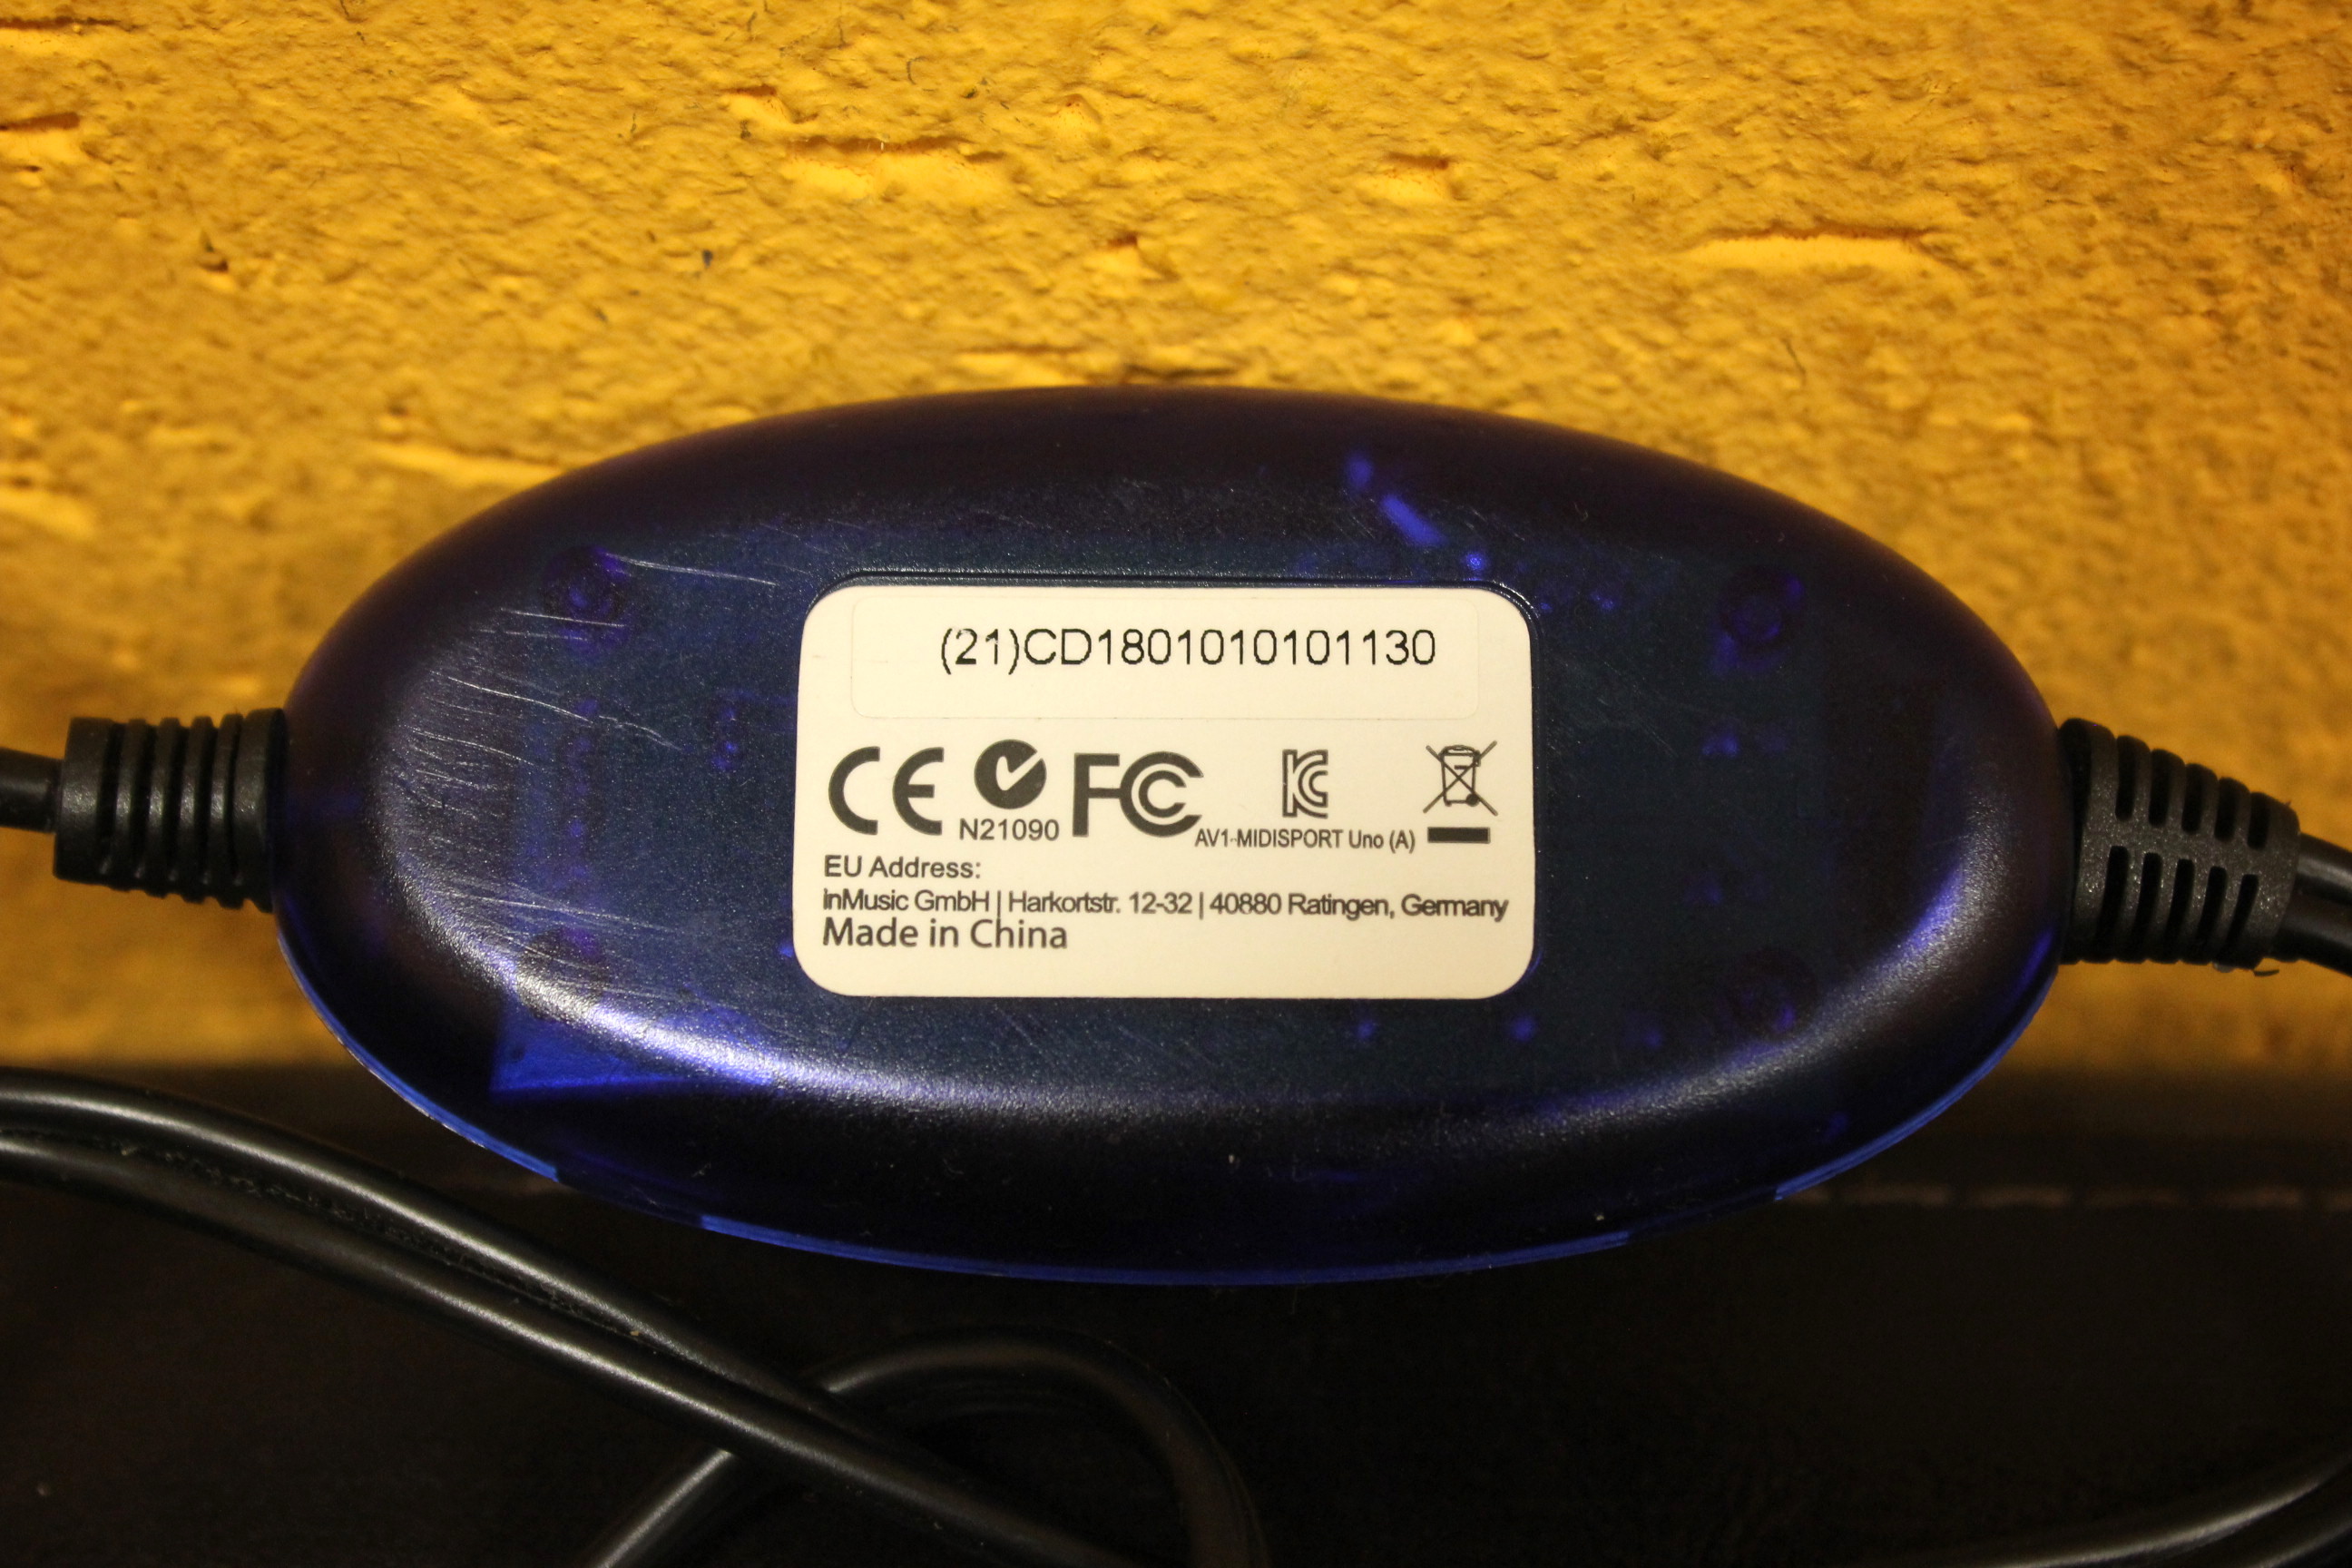 (21)CD1801010101130
CE FC KC
N21090
AV1-MIDISPORT Uno (A)
EU Address:
inMusic GmbH | Harkortstr. 12-32 | 40880 Ratingen, Germany
Made in China